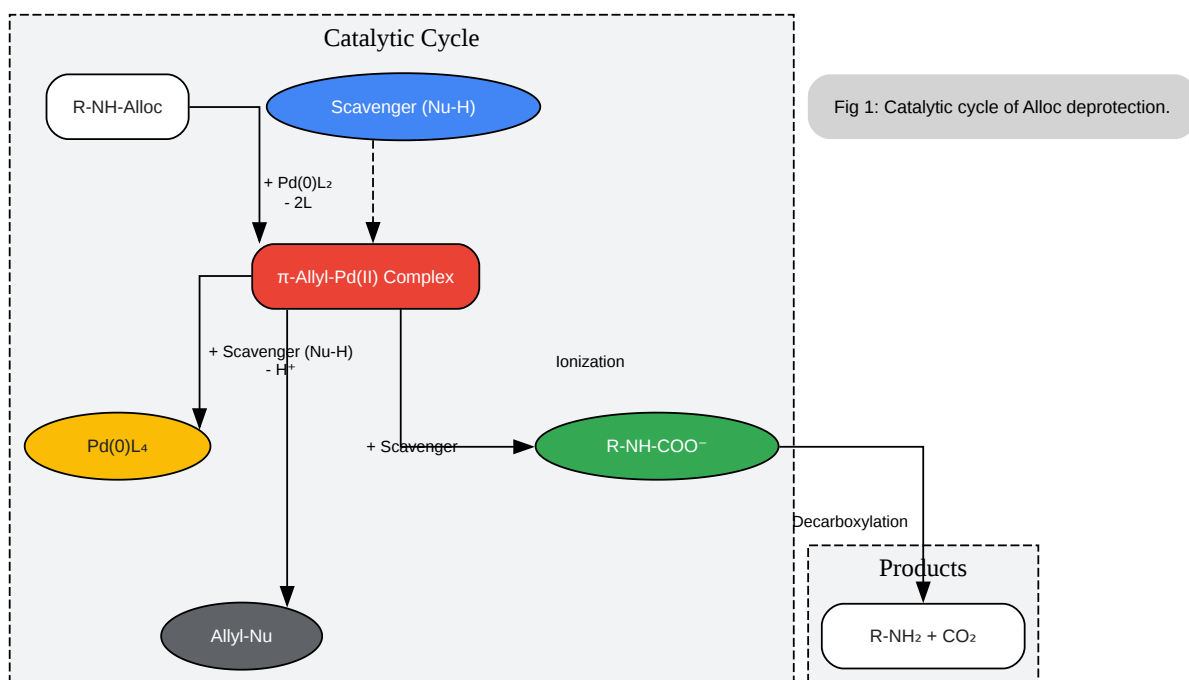 Catalytic Cycle
R-NH-Alloc
Scavenger (Nu-H)
Fig 1: Catalytic cycle of Alloc deprotection.
+ Pd(0)L₂
- 2L
π-Allyl-Pd(II) Complex
+ Scavenger (Nu-H)
- H⁺
Ionization
Pd(0)L₄
+ Scavenger
R-NH-COO⁻
Decarboxylation
Products
Allyl-Nu
R-NH₂ + CO₂